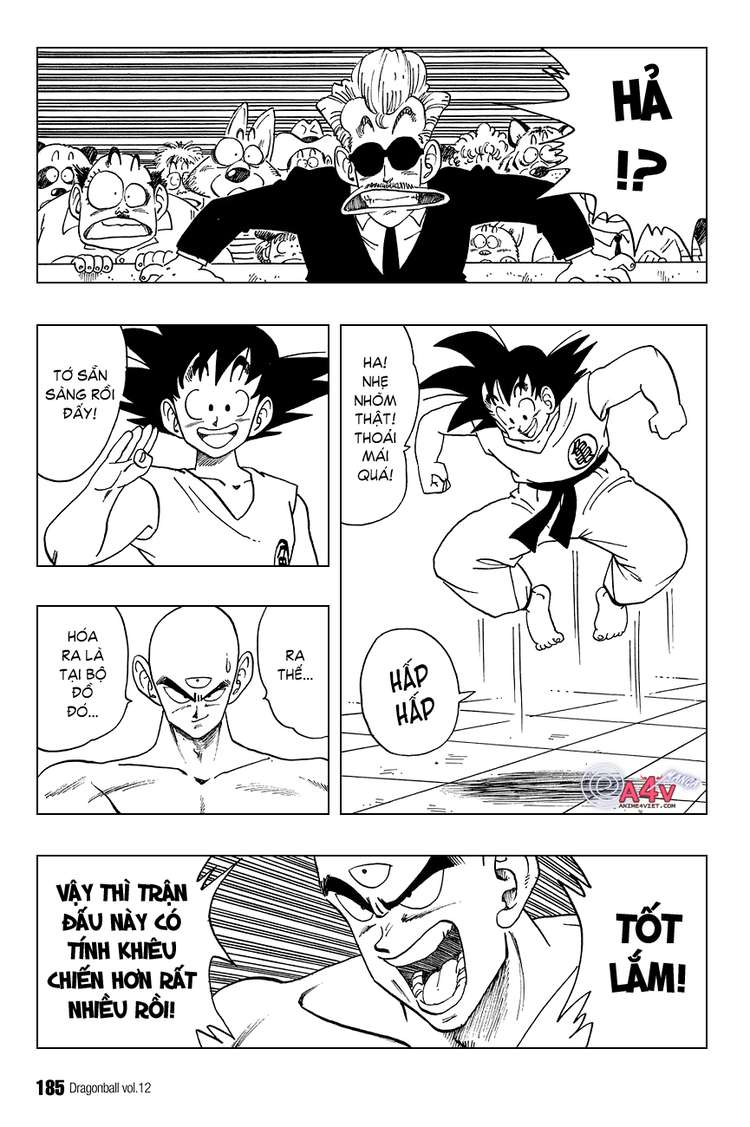 HẢ
!?
HA!
NHẸ
NHÕM
THẬT!
THOẢI
MÁI
QUÁ!
HẤP
HẤP
TỚ SẴN
SÀNG RỒI
ĐẤY!
RA
THẾ...
HÓA
RA LÀ
TẠI BỘ
ĐỒ
ĐÓ...
TỐT
LẮM!
VẬY THÌ TRẬN
ĐẤU NÀY CÓ
TÍNH KHIÊU
CHIẾN HƠN RẤT
NHIỀU RỒI!
A4V
MANGA
ANIME4VIET.COM
185 Dragonball vol.12